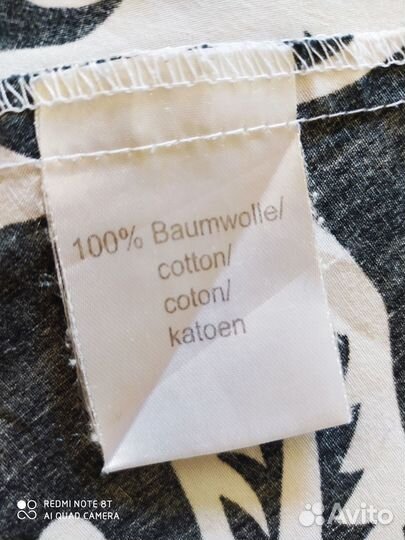 100% Baumwolle/
cotton/
coton/
katoen
REDMI NOTE 8T
AI QUAD CAMERA
Avito